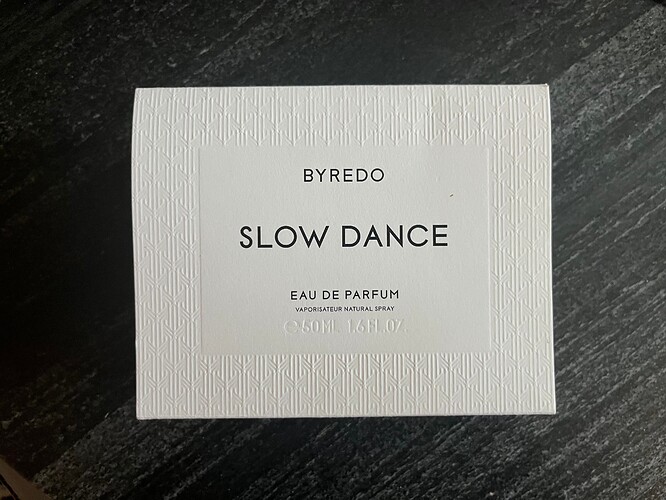 BYREDO
SLOW DANCE
EAU DE PARFUM
VAPORISATEUR NATURAL SPRAY
℮50ML 1.6FL.OZ.